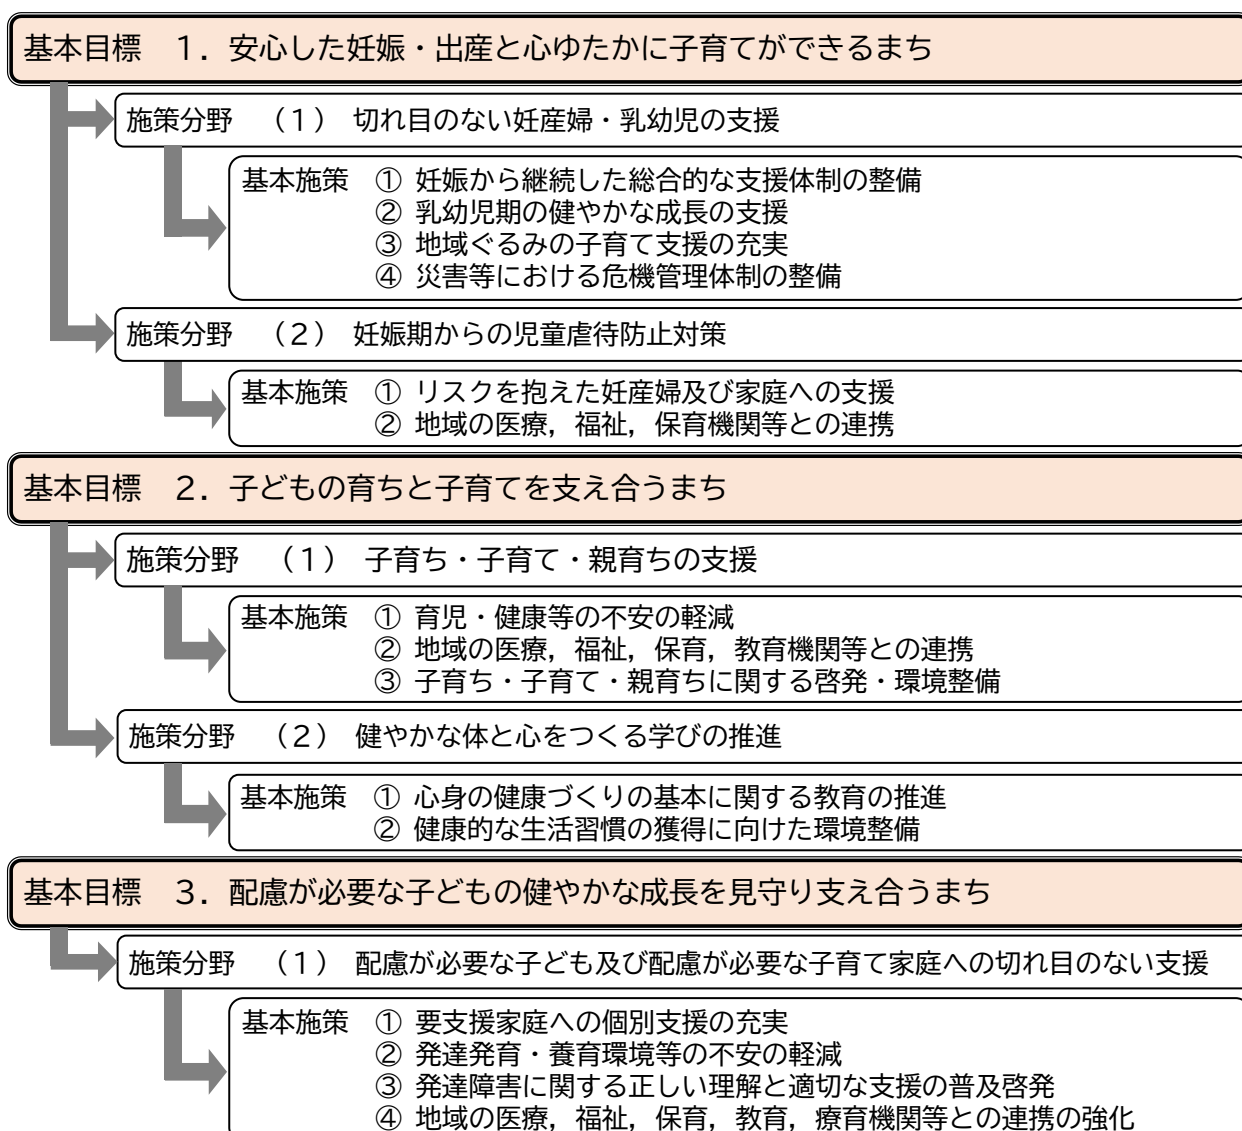 基本目標　１．安心した妊娠・出産と心ゆたかに子育てができるまち
施策分野　（１）　切れ目のない妊産婦・乳幼児の支援
基本施策　① 妊娠から継続した総合的な支援体制の整備
② 乳幼児期の健やかな成長の支援
③ 地域ぐるみの子育て支援の充実
④ 災害等における危機管理体制の整備
施策分野　（２）　妊娠期からの児童虐待防止対策
基本施策　① リスクを抱えた妊産婦及び家庭への支援
② 地域の医療，福祉，保育機関等との連携
基本目標　２．子どもの育ちと子育てを支え合うまち
施策分野　（１）　子育ち・子育て・親育ちの支援
基本施策　① 育児・健康等の不安の軽減
② 地域の医療，福祉，保育，教育機関等との連携
③ 子育ち・子育て・親育ちに関する啓発・環境整備
施策分野　（２）　健やかな体と心をつくる学びの推進
基本施策　① 心身の健康づくりの基本に関する教育の推進
② 健康的な生活習慣の獲得に向けた環境整備
基本目標　３．配慮が必要な子どもの健やかな成長を見守り支え合うまち
施策分野　（１）　配慮が必要な子ども及び配慮が必要な子育て家庭への切れ目のない支援
基本施策　① 要支援家庭への個別支援の充実
② 発達発育・養育環境等の不安の軽減
③ 発達障害に関する正しい理解と適切な支援の普及啓発
④ 地域の医療，福祉，保育，教育，療育機関等との連携の強化